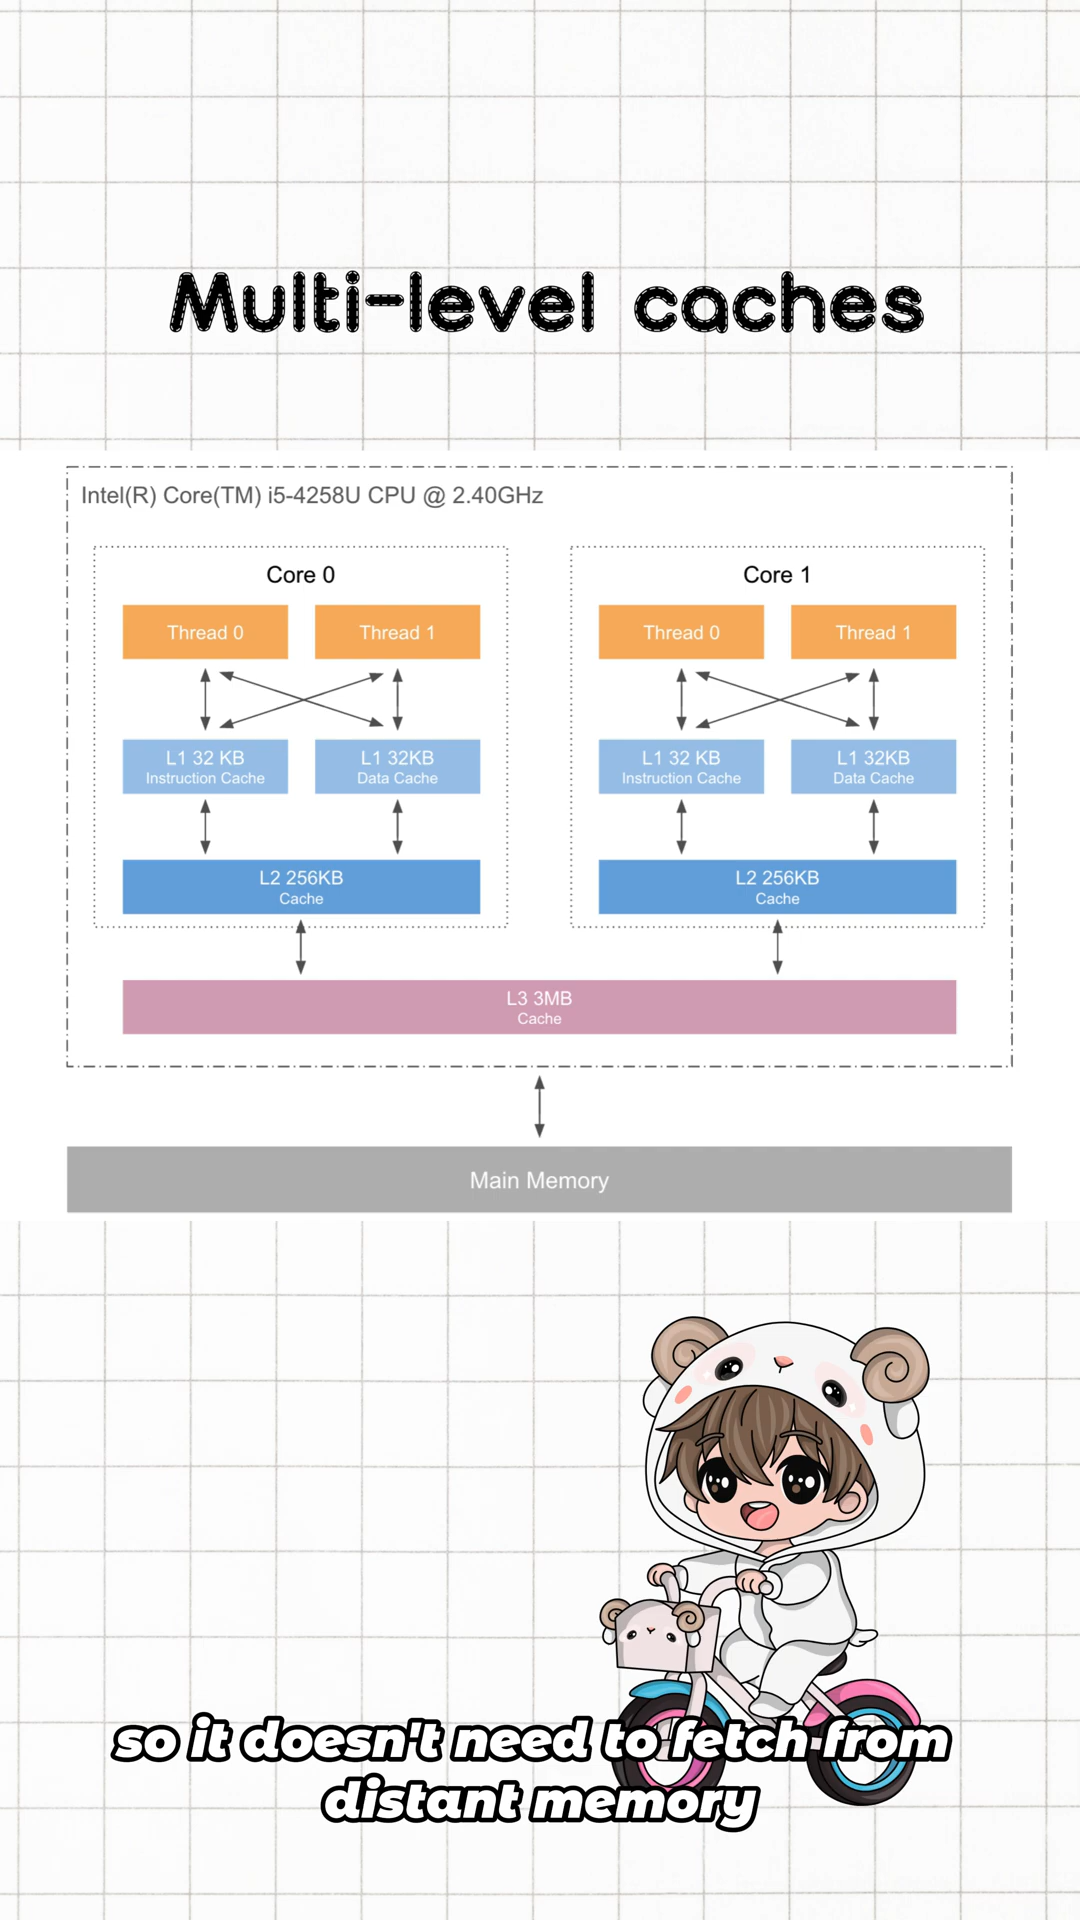 Multi-level caches
Intel(R) Core(TM) i5-4258U CPU @ 2.40GHz
Core 0
Thread 0
Thread 1
L1 32 KB
Instruction Cache
L1 32KB
Data Cache
L2 256KB
Cache
Core 1
Thread 0
Thread 1
L1 32 KB
Instruction Cache
L1 32KB
Data Cache
L2 256KB
Cache
L3 3MB
Cache
Main Memory
so it doesn't need to fetch from
distant memory